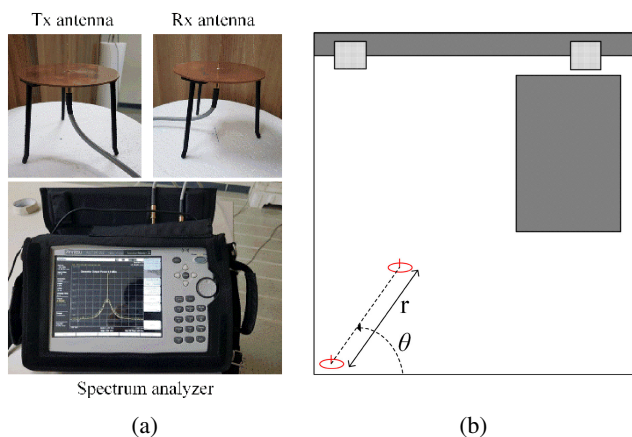 Tx antenna
Rx antenna
Spectrum analyzer
r
θ
(a)
(b)